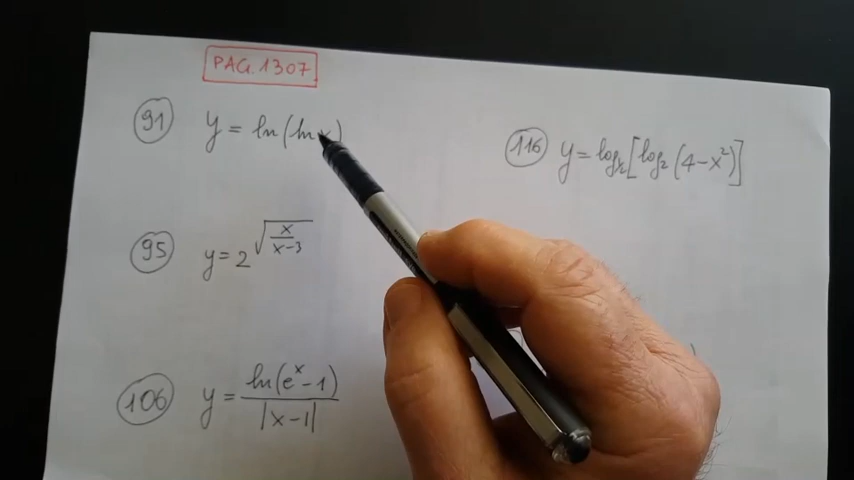 PAG. 1307
91 y = ln(ln x)
116 y = log½[log₂(4-x²)]
95 y = 2^√(x/(x-3))
106 y = ln(eˣ-1)/|x-1|